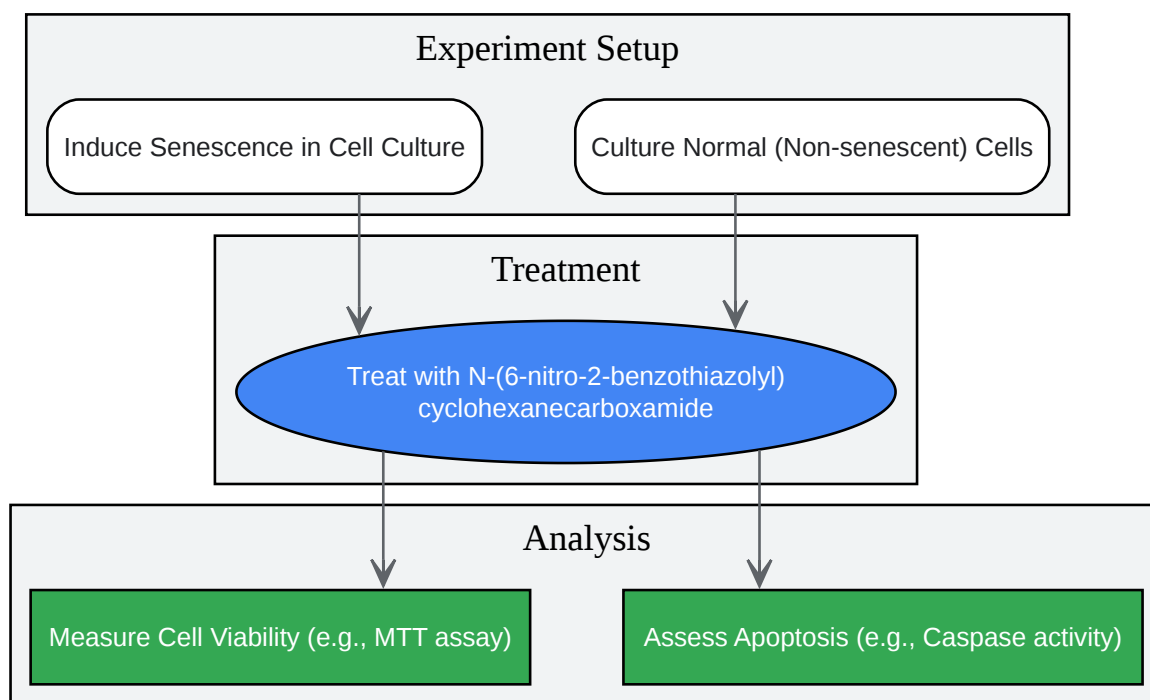 Experiment Setup
Induce Senescence in Cell Culture
Culture Normal (Non-senescent) Cells
Treatment
Treat with N-(6-nitro-2-benzothiazolyl)
cyclohexanecarboxamide
Analysis
Measure Cell Viability (e.g., MTT assay)
Assess Apoptosis (e.g., Caspase activity)